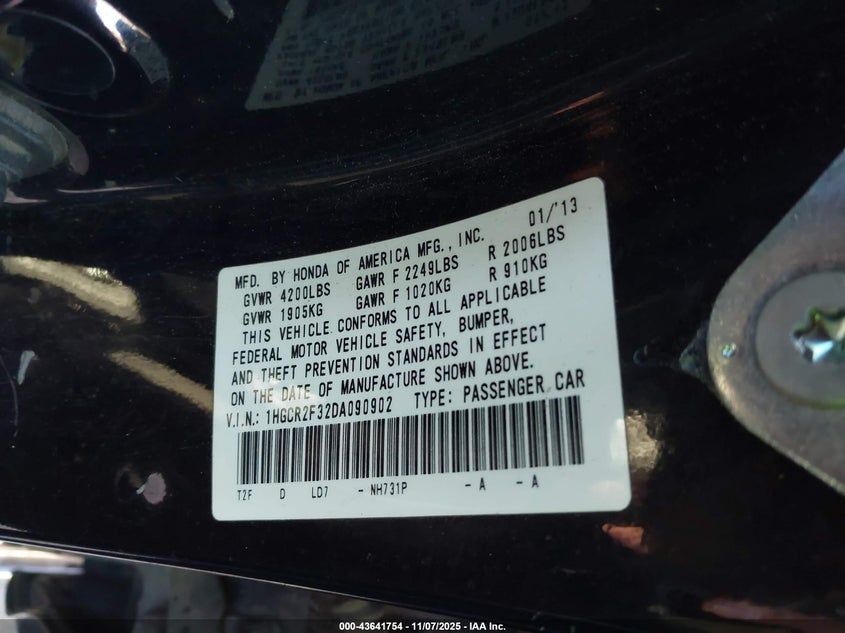 MFD. BY HONDA OF AMERICA MFG., INC. 01/'13
GVWR 4200LBS GAWR F 2249LBS R 2006LBS
GVWR 1905KG GAWR F 1020KG R 910KG
THIS VEHICLE CONFORMS TO ALL APPLICABLE
FEDERAL MOTOR VEHICLE SAFETY, BUMPER,
AND THEFT PREVENTION STANDARDS IN EFFECT
ON THE DATE OF MANUFACTURE SHOWN ABOVE.
V.I.N.: 1HGCR2F32DA090902 TYPE: PASSENGER CAR
T2F D LD7 - NH731P - A - A
000-43641754 - 11/07/2025 - IAA Inc.